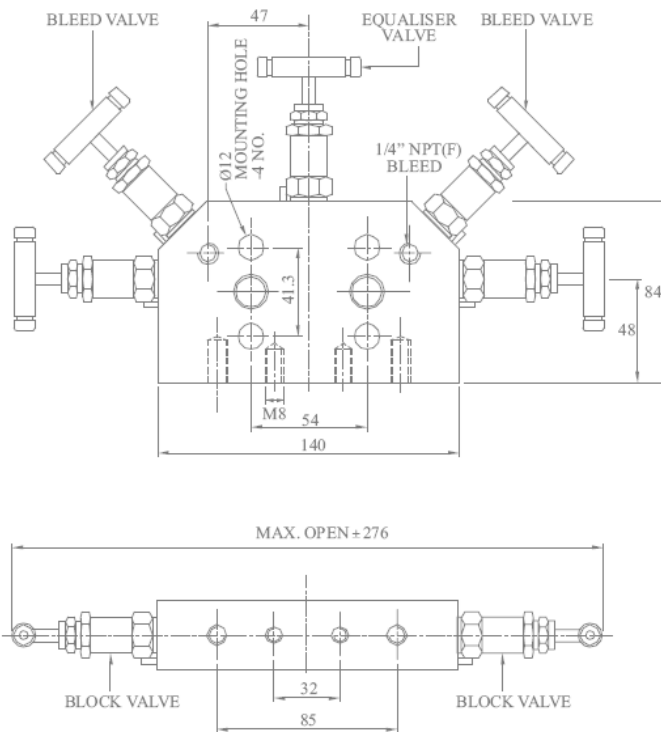 BLEED VALVE
47
EQUALISER
VALVE
BLEED VALVE
Ø12
MOUNTING HOLE
-4 NO.
1/4" NPT(F)
BLEED
41.3
84
48
M8
54
140
MAX. OPEN ± 276
BLOCK VALVE
32
BLOCK VALVE
85